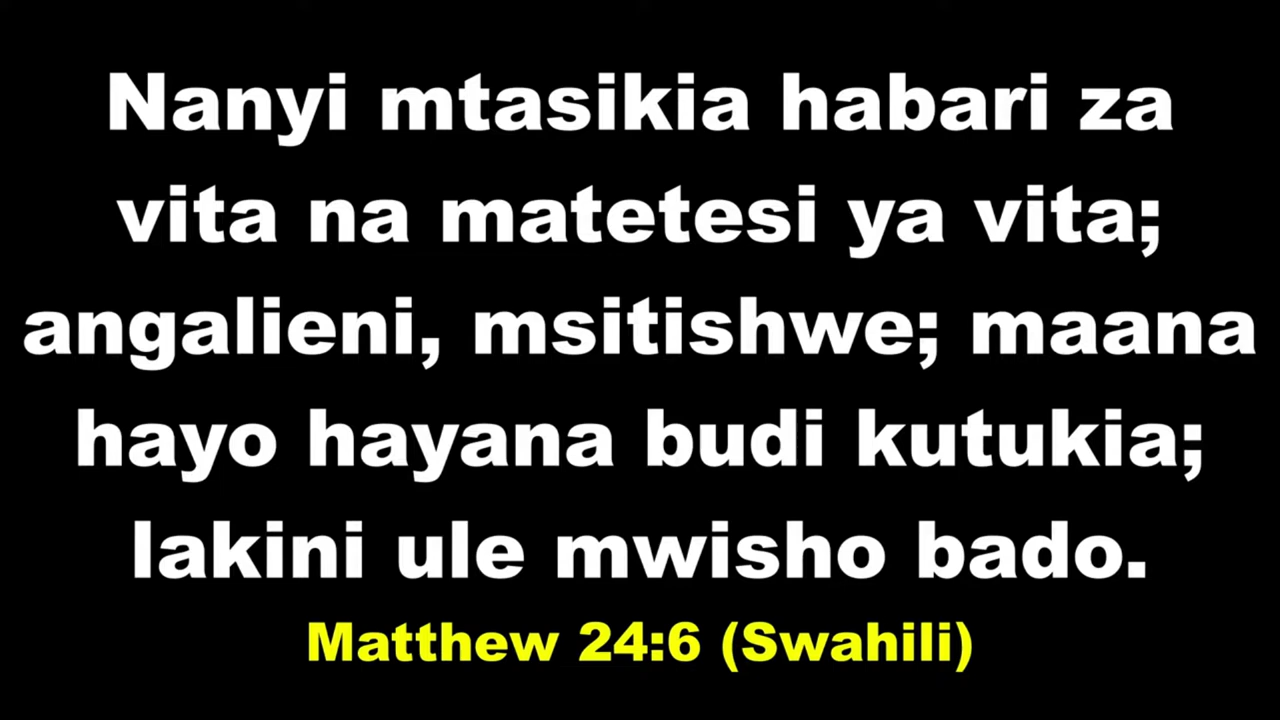 Nanyi mtasikia habari za
vita na matetesi ya vita;
angalieni, msitishwe; maana
hayo hayana budi kutukia;
lakini ule mwisho bado.
Matthew 24:6 (Swahili)